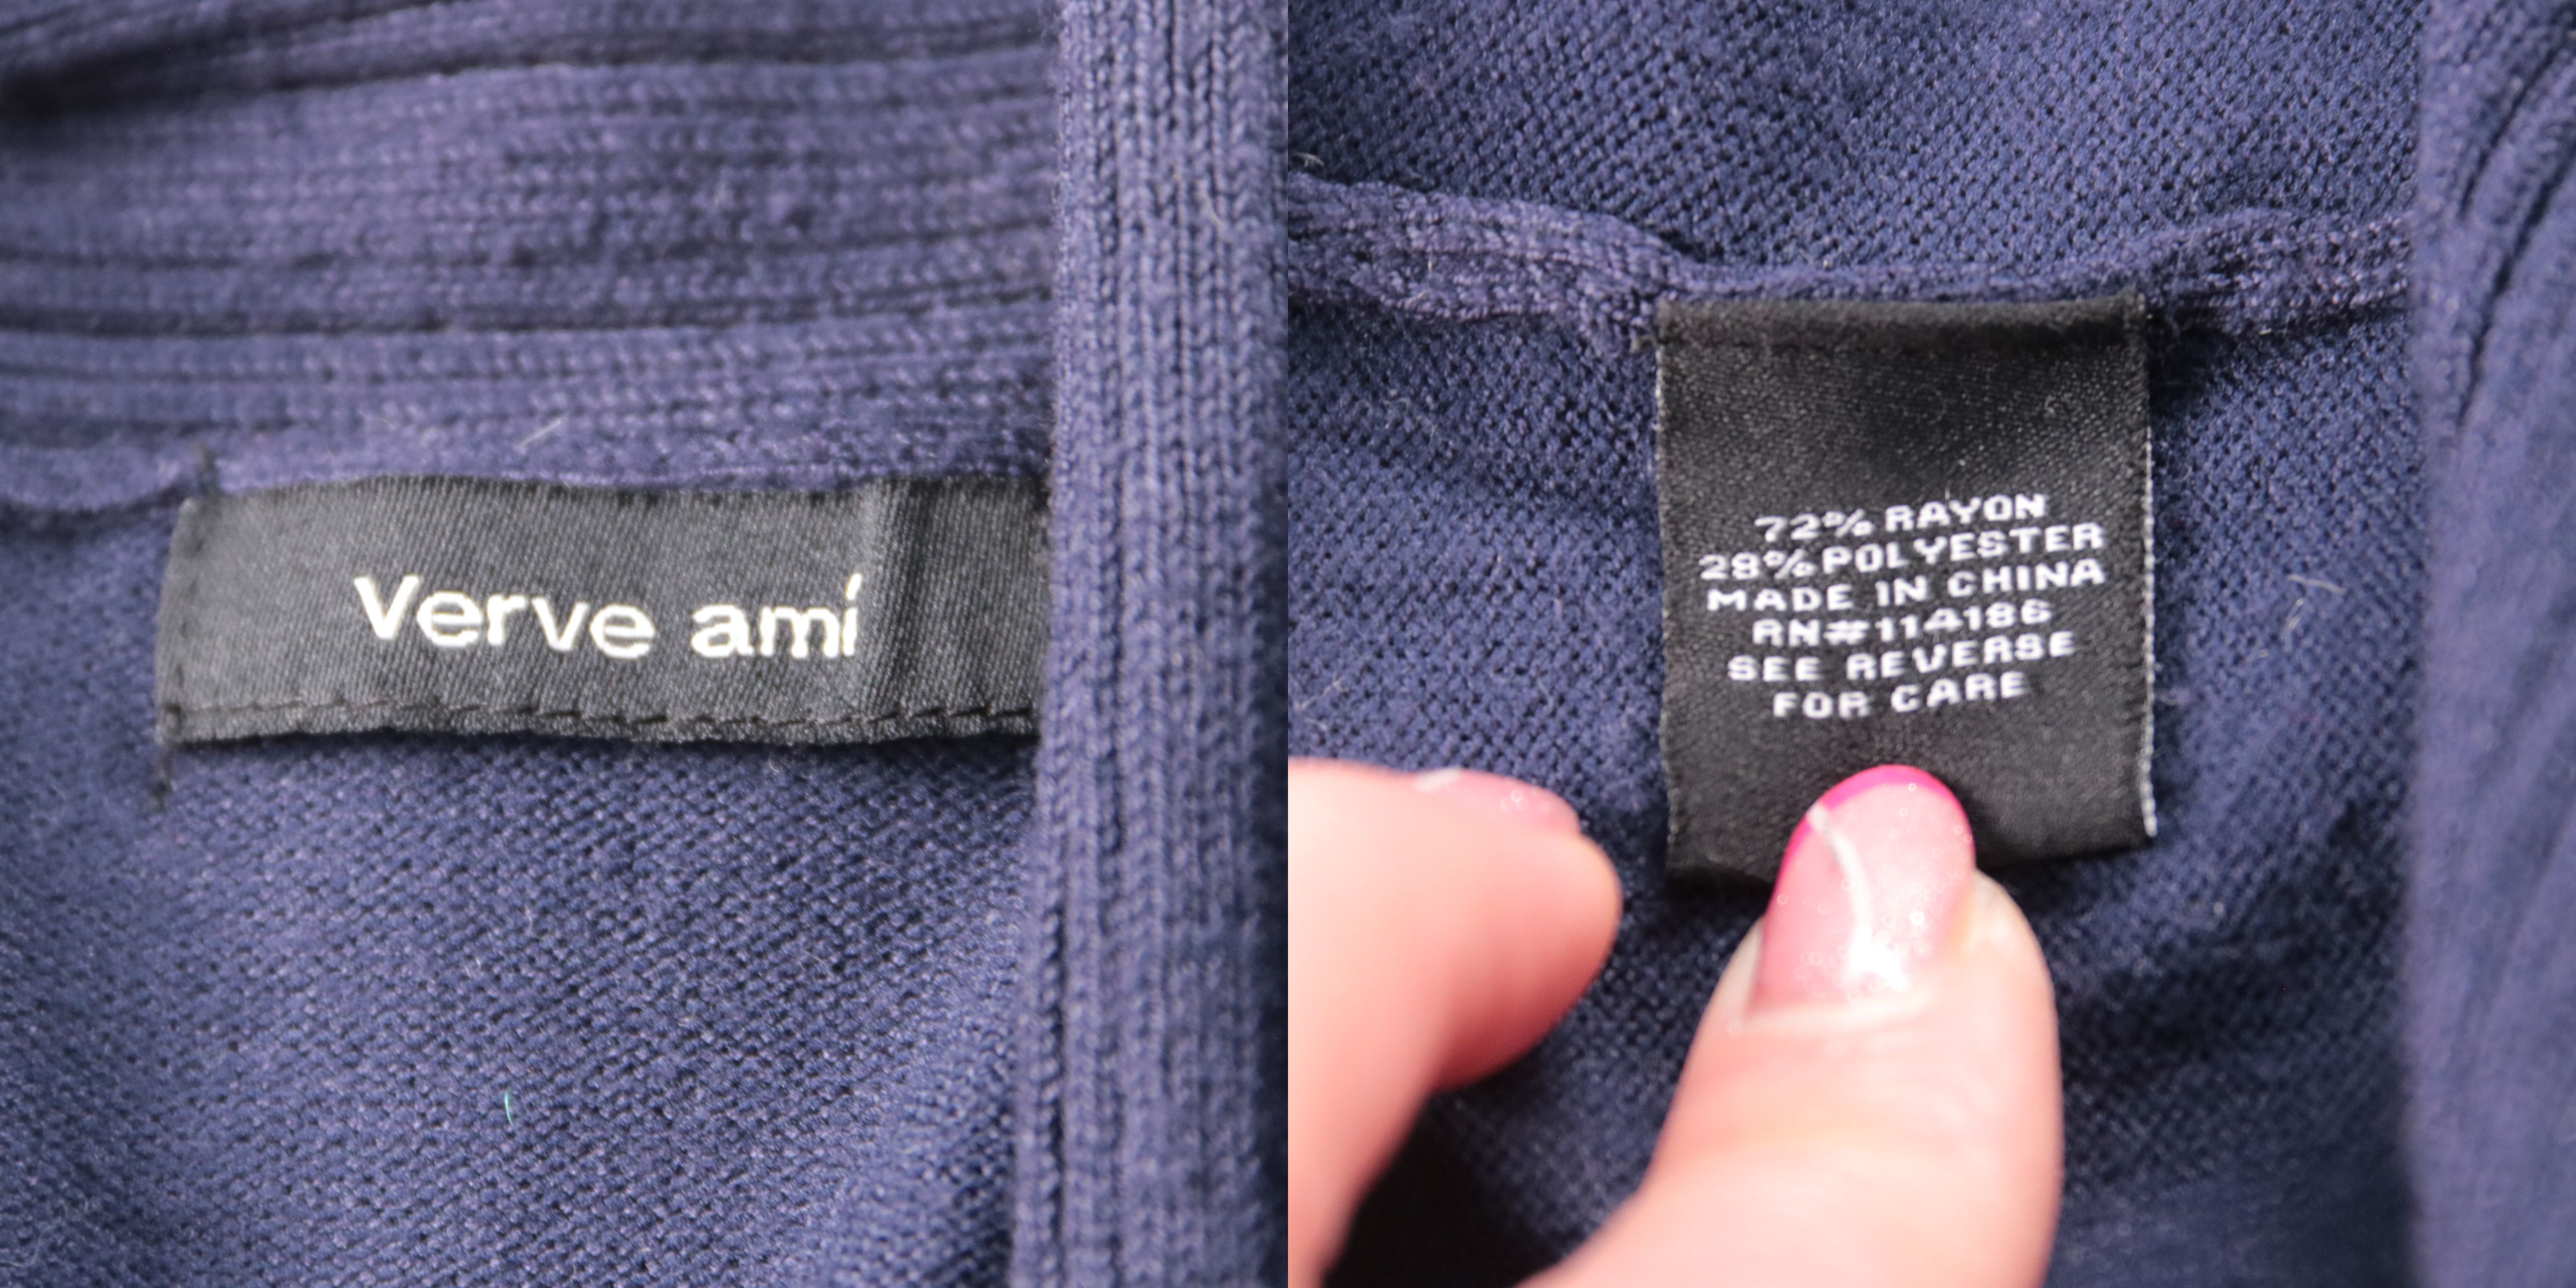 Verve amí
72% RAYON
28% POLYESTER
MADE IN CHINA
RN#114186
SEE REVERSE
FOR CARE